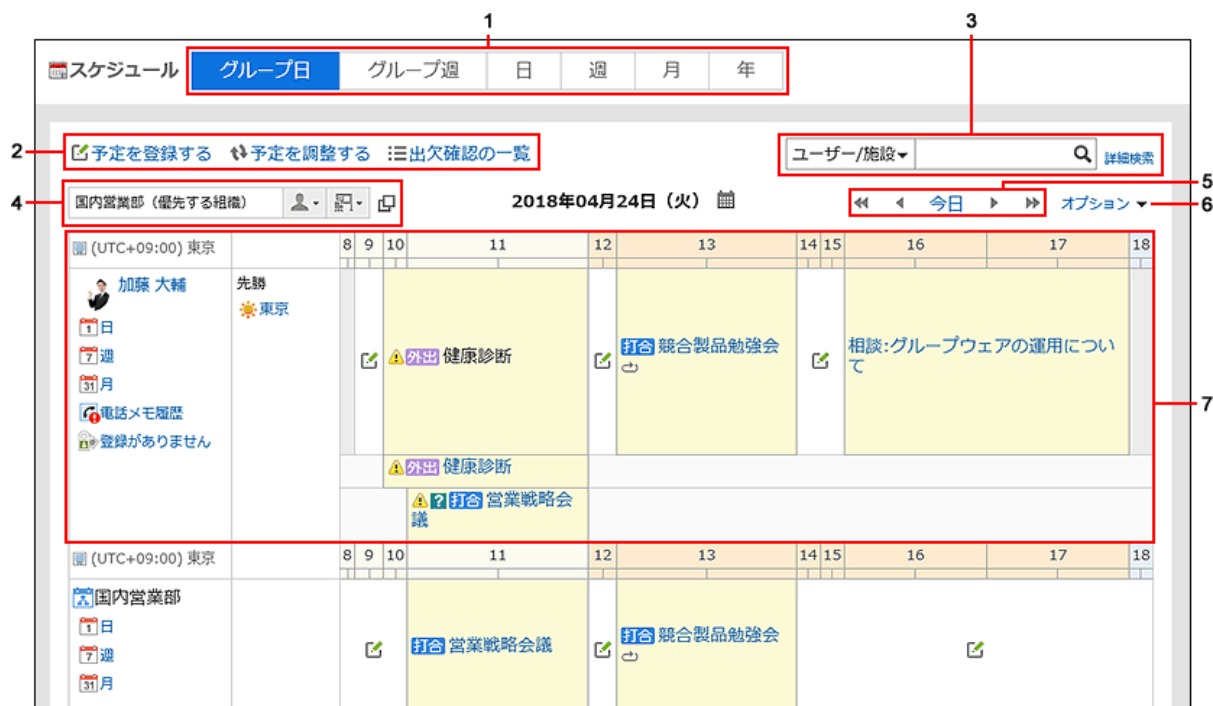 1
3
スケジュール グループ日 グループ週 日 週 月 年
2 予定を登録する 予定を調整する 出欠確認の一覧 ユーザー/施設 詳細検索
5
4 国内営業部（優先する組織） 2018年04月24日（火） 今日 オプション 6
(UTC+09:00) 東京 8 9 10 11 12 13 14 15 16 17 18
加藤 大輔 先勝
東京
1 日
7 週 外出 健康診断 打合 競合製品勉強会 相談:グループウェアの運用につい
て
31 月
7
電話メモ履歴
登録がありません
外出 健康診断
? 打合 営業戦略会
議
(UTC+09:00) 東京 8 9 10 11 12 13 14 15 16 17 18
国内営業部
1 日
打合 営業戦略会議 打合 競合製品勉強会
7 週
31 月